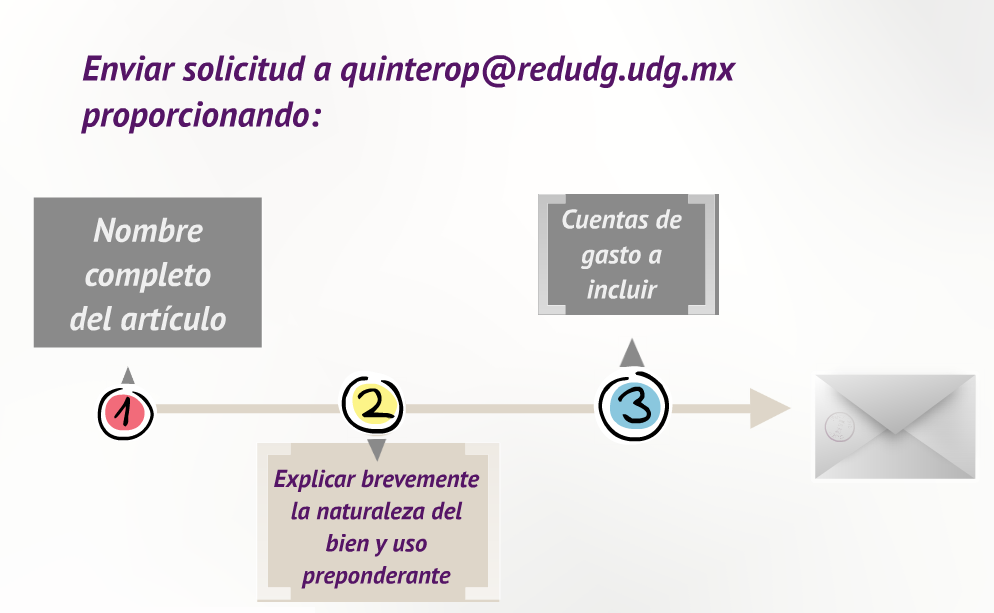 Enviar solicitud a quinterop@redudg.udg.mx
proporcionando:
Nombre
completo
del artículo
1
2
Explicar brevemente
la naturaleza del
bien y uso
preponderante
Cuentas de
gasto a
incluir
3